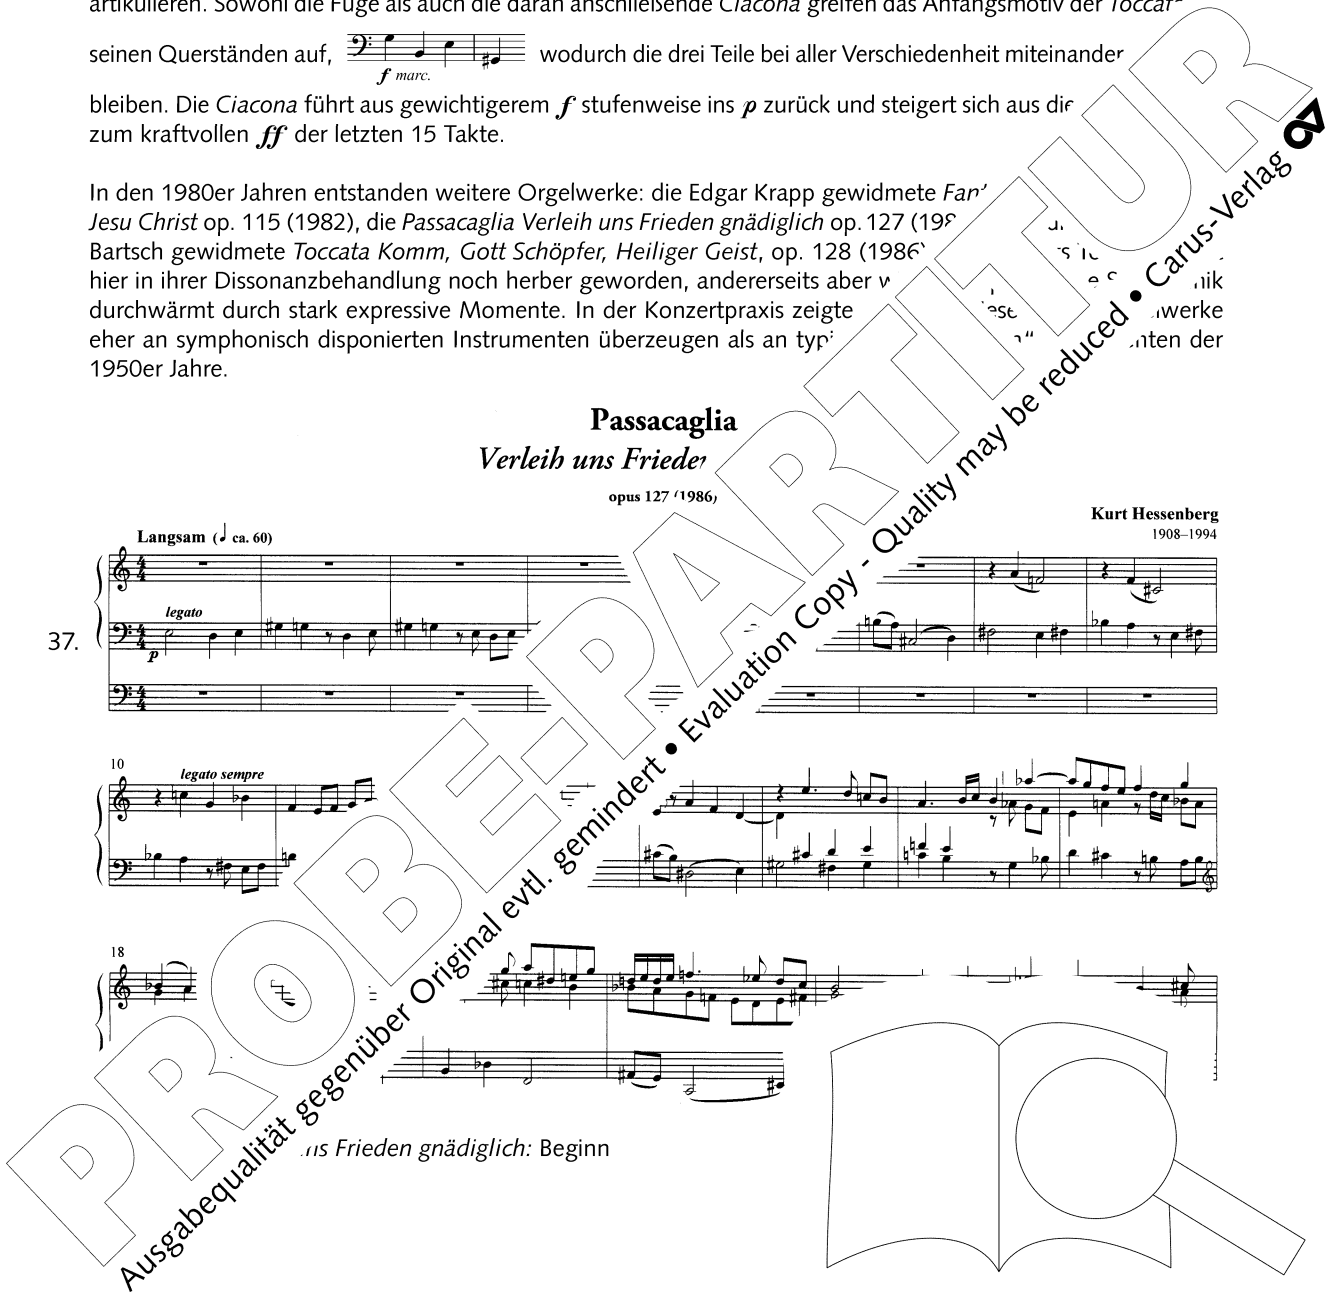 artikulieren. Sowohl die Fuge als auch die daran anschließende Ciacona greifen das Anfangsmotiv der
seinen Querständen auf, f marc. wodurch die drei Teile bei aller Verschiedenheit miteinander
bleiben. Die Ciacona führt aus gewichtigerem f stufenweise ins p zurück und steigert sich aus
zum kraftvollen ff der letzten 15 Takte.
In den 1980er Jahren entstanden weitere Orgelwerke: die Edgar Krapp gewidmete
Jesu Christ op. 115 (1982), die Passacaglia Verleih uns Frieden gnädiglich op. 127
Bartsch gewidmete Toccata Komm, Gott Schöpfer, Heiliger Geist, op. 128 (1986)
hier in ihrer Dissonanzbehandlung noch herber geworden, andererseits aber
durchwärmt durch stark expressive Momente. In der Konzertpraxis zeigte
eher an symphonisch disponierten Instrumenten überzeugen als an der
1950er Jahre.
Passacaglia
Verleih uns
opus 127 (1986)
Kurt Hessenberg
1908–1994
Langsam (♩ ca. 60)
legato
37.
p
10
legato sempre
18
Frieden gnädiglich: Beginn
PROBE-PARTITUR
Ausgabequalität gegenüber Original evtl. gemindert • Evaluation Copy - Quality may be reduced • Carus-Verlag